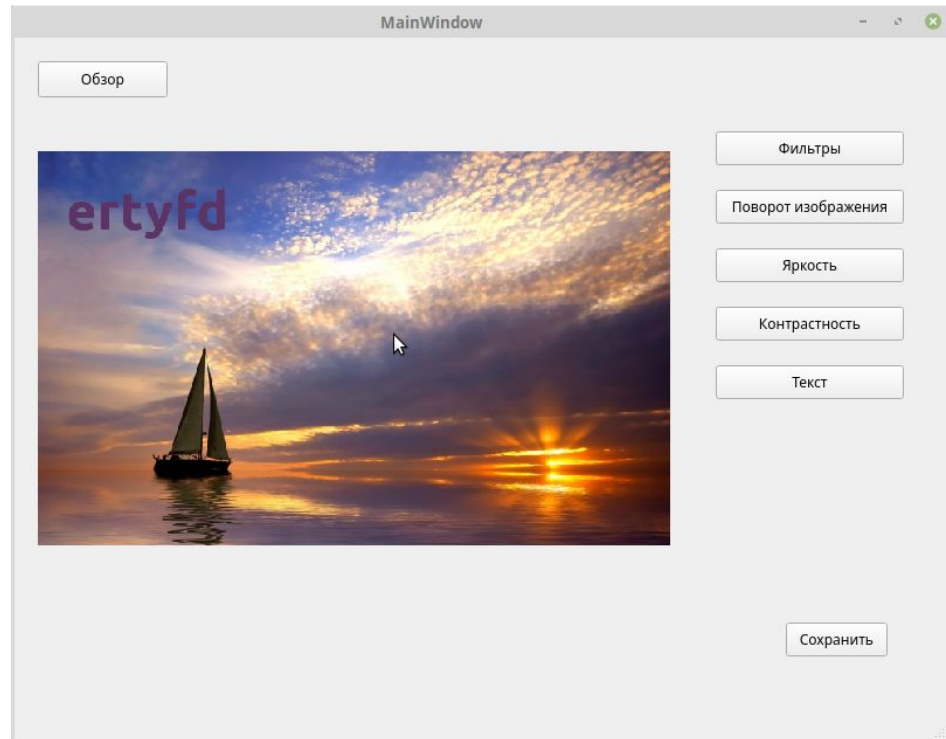 MainWindow
Обзор
ertyfd
Фильтры
Поворот изображения
Яркость
Контрастность
Текст
Сохранить